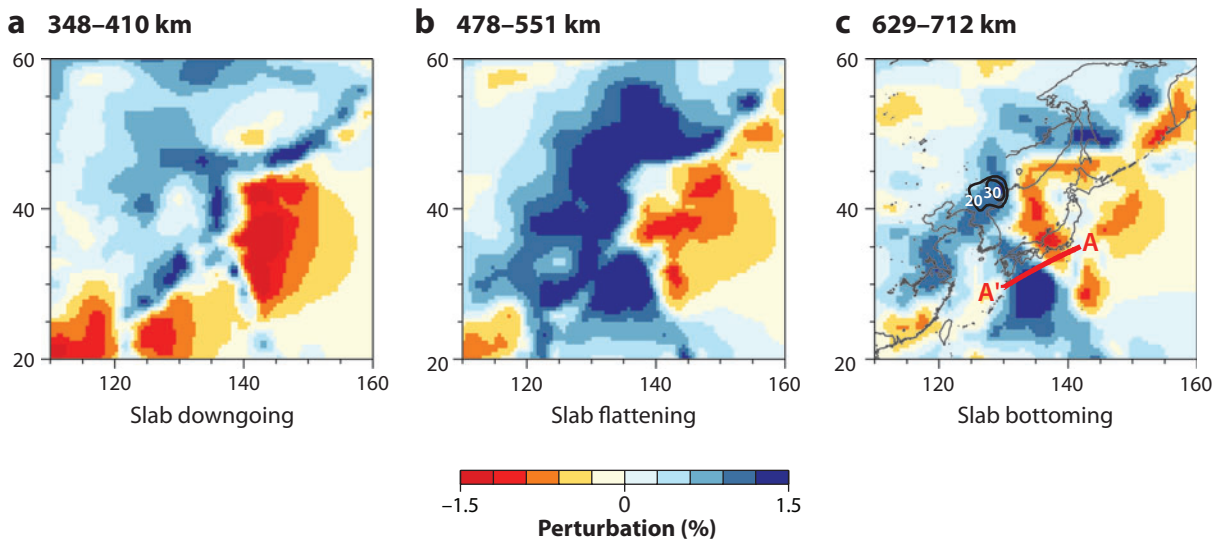 a 348–410 km
b 478–551 km
c 629–712 km
60
40
20
120
140
160
Slab downgoing
60
40
20
120
140
160
Slab flattening
60
40
20
120
140
160
20
30
A
A'
Slab bottoming
−1.5
0
1.5
Perturbation (%)